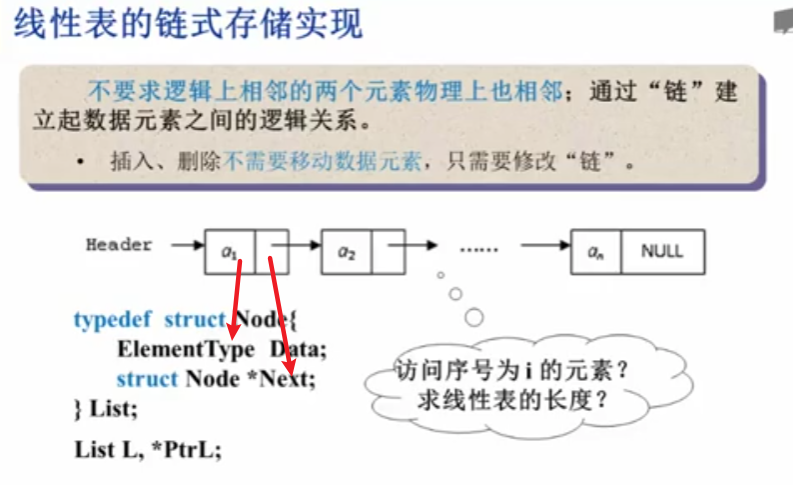 线性表的链式存储实现
不要求逻辑上相邻的两个元素物理上也相邻；通过“链”建
立起数据元素之间的逻辑关系。
• 插入、删除不需要移动数据元素，只需要修改“链”。
Header a₁ a₂ …… aₙ NULL
typedef struct Node{
ElementType Data;
struct Node *Next;
} List;
List L, *PtrL;
访问序号为 i 的元素？
求线性表的长度？